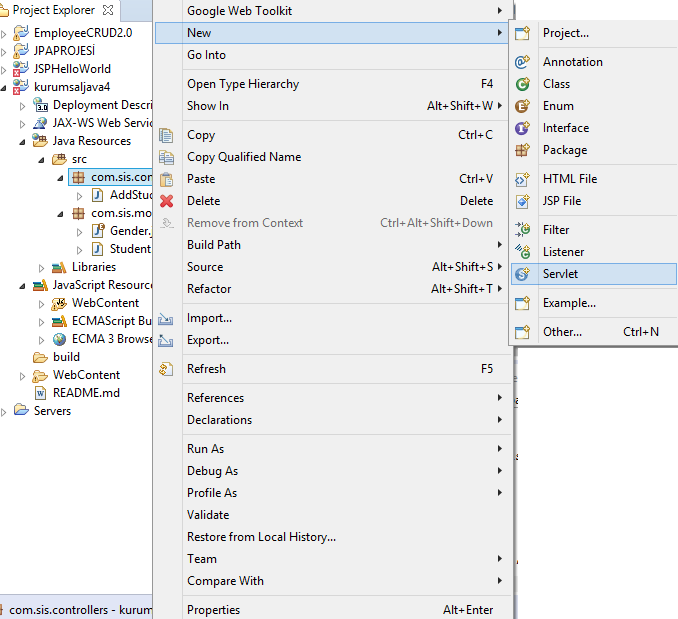 Project Explorer
EmployeeCRUD2.0
JPAPROJESİ
JSPHelloWorld
kurumsaljava4
Deployment Descri
JAX-WS Web Servic
Java Resources
src
com.sis.con
AddStud
com.sis.mo
Gender.j
Student
Libraries
JavaScript Resource
WebContent
ECMAScript Bu
ECMA 3 Browse
build
WebContent
README.md
Servers
com.sis.controllers - kurum
Google Web Toolkit
New
Go Into
Open Type Hierarchy F4
Show In Alt+Shift+W
Copy Ctrl+C
Copy Qualified Name
Paste Ctrl+V
Delete Delete
Remove from Context Ctrl+Alt+Shift+Down
Build Path
Source Alt+Shift+S
Refactor Alt+Shift+T
Import...
Export...
Refresh F5
References
Declarations
Run As
Debug As
Profile As
Validate
Restore from Local History...
Team
Compare With
Properties Alt+Enter
Project...
Annotation
Class
Enum
Interface
Package
HTML File
JSP File
Filter
Listener
Servlet
Example...
Other... Ctrl+N